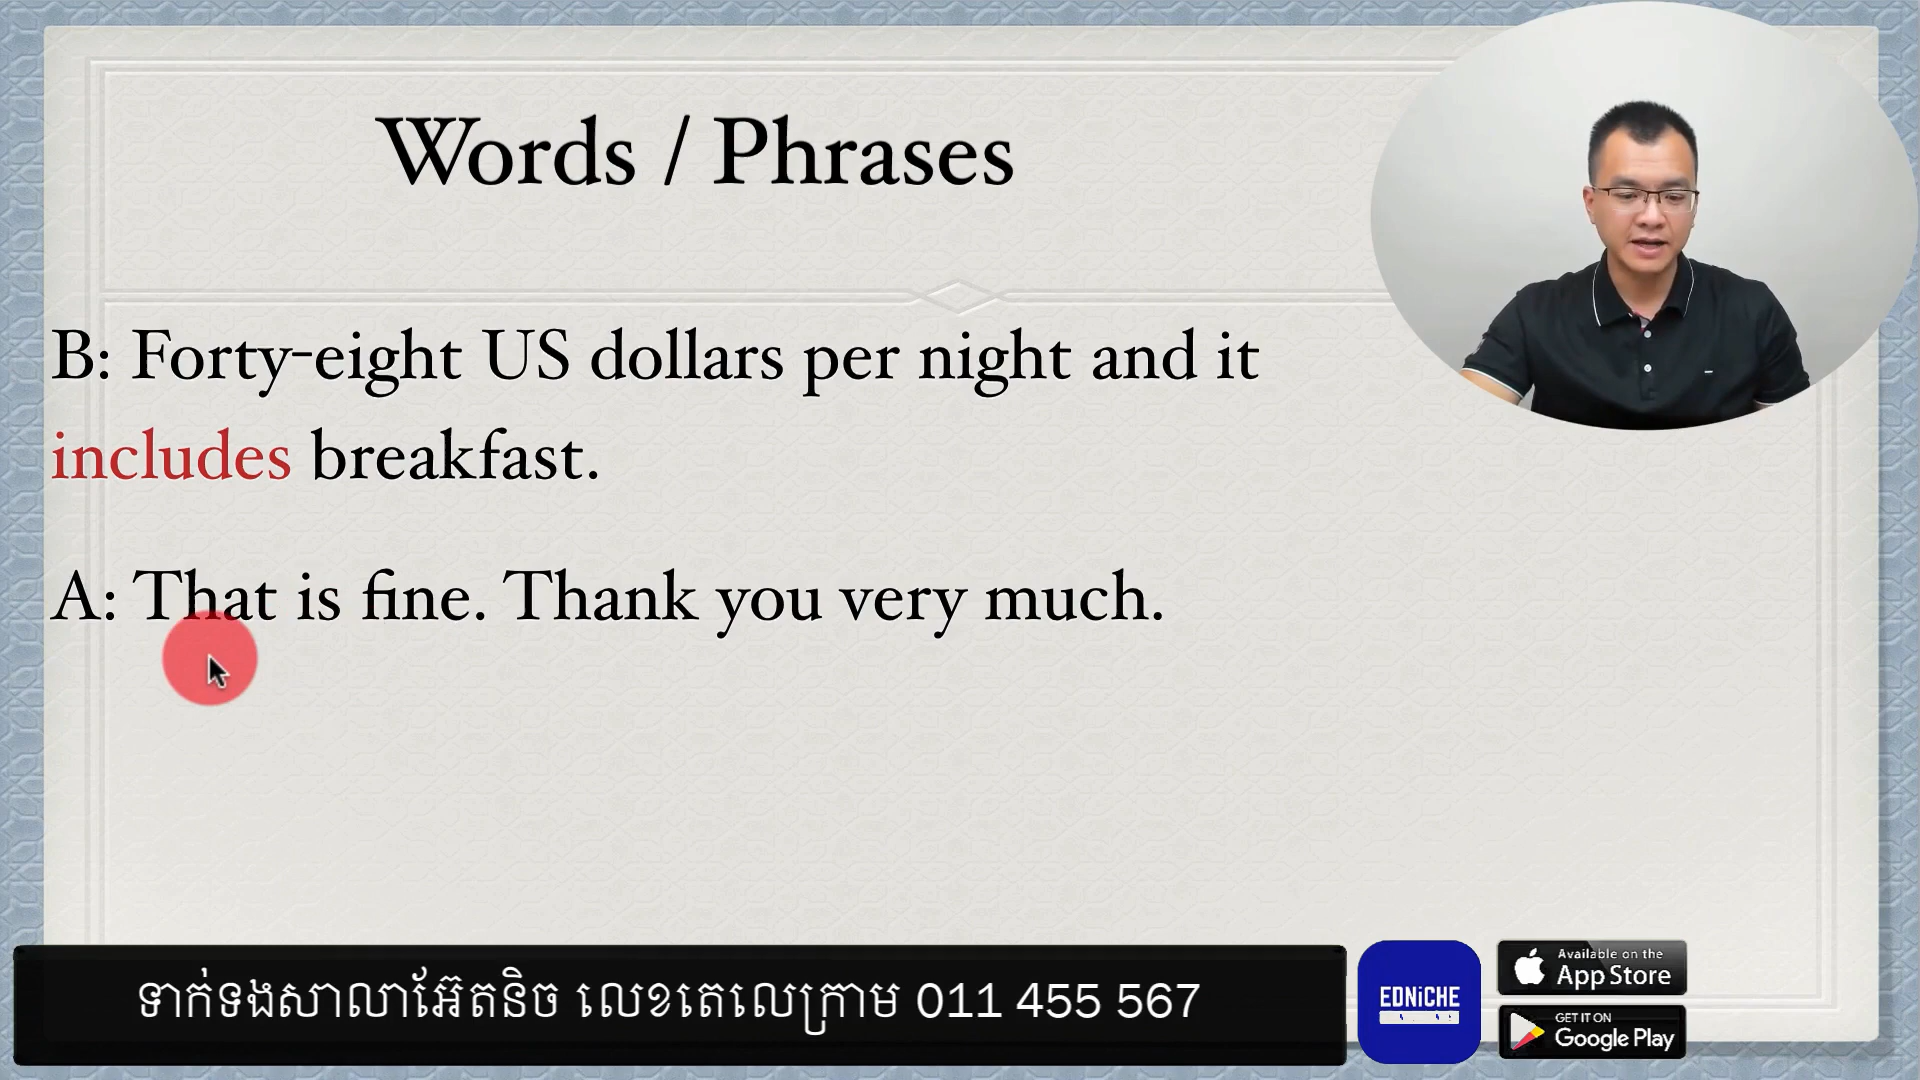 Words / Phrases
B: Forty-eight US dollars per night and it
includes breakfast.
A: That is fine. Thank you very much.
ទាក់ទងសាលាអ៊ែតនិច លេខតេលេក្រាម 011 455 567
EDNiCHE
Available on the
App Store
GET IT ON
Google Play